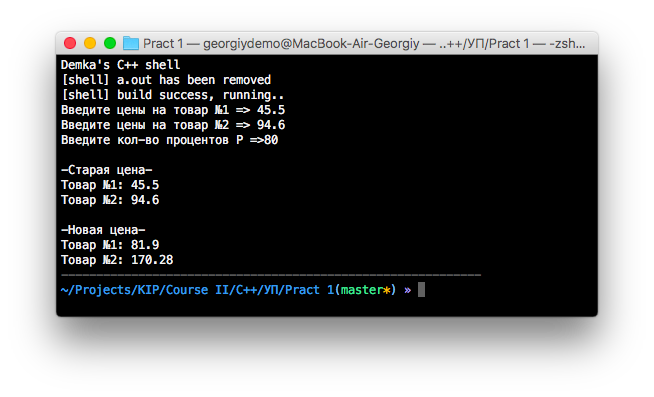 Pract 1 — georgiydemo@MacBook-Air-Georgiy — ..++/УП/Pract 1 — -zsh...
Demka's C++ shell
[shell] a.out has been removed
[shell] build success, running..
Введите цены на товар №1 => 45.5
Введите цены на товар №2 => 94.6
Введите кол-во процентов P =>80
-Старая цена-
Товар №1: 45.5
Товар №2: 94.6
-Новая цена-
Товар №1: 81.9
Товар №2: 170.28
~/Projects/KIP/Course II/C++/УП/Pract 1(master*) »